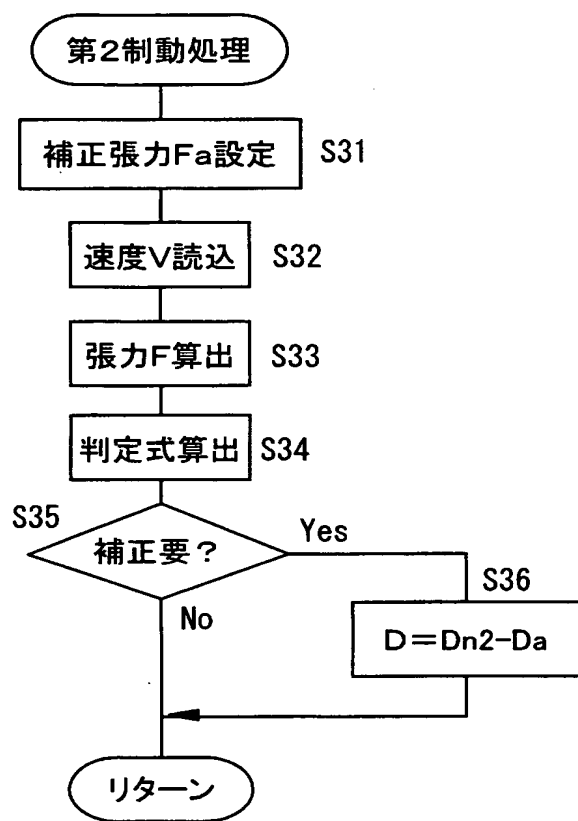 第2制動処理
補正張力Fa設定 S31
速度V読込 S32
張力F算出 S33
判定式算出 S34
S35
補正要？
Yes
No
S36
D＝Dn2-Da
リターン